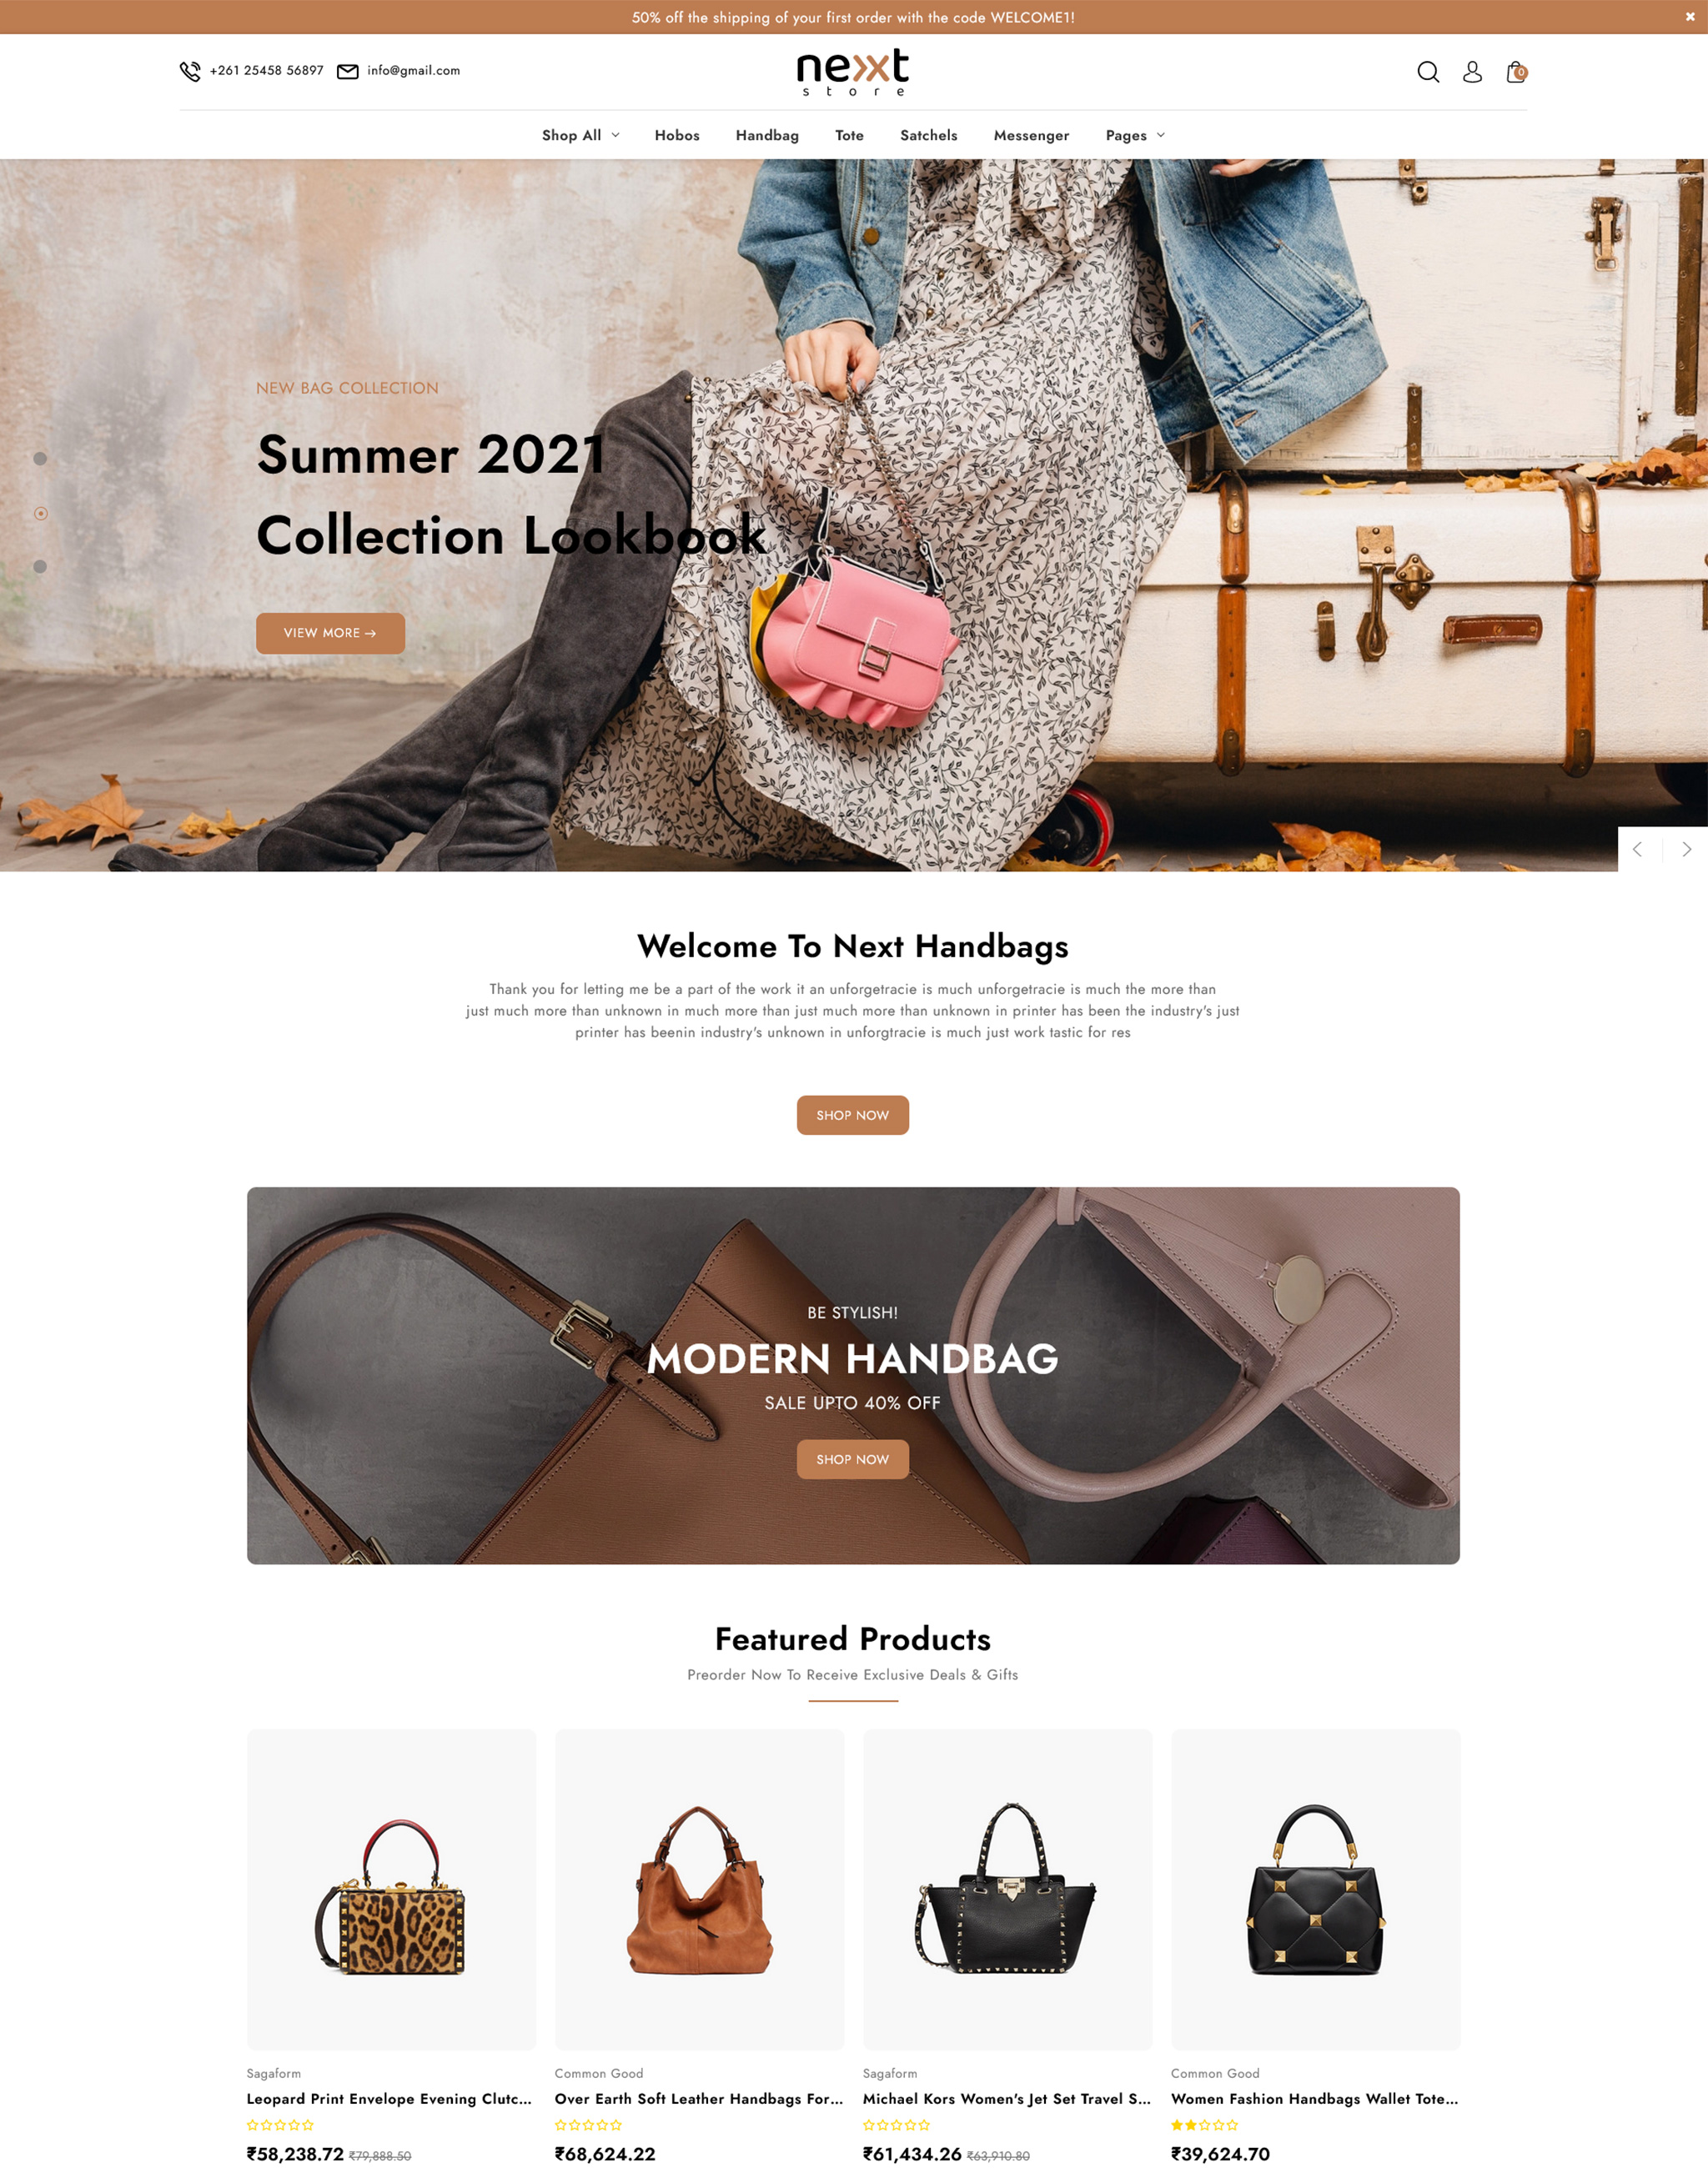 50% off the shipping of your first order with the code WELCOME1!
+261 25458 56897 info@gmail.com
nexxt
store
0
Shop All Hobos Handbag Tote Satchels Messenger Pages
NEW BAG COLLECTION
Summer 2021
Collection Lookbook
VIEW MORE →
Welcome To Next Handbags
Thank you for letting me be a part of the work it an unforgetracie is much unforgetracie is much the more than
just much more than unknown in much more than just much more than unknown in printer has been the industry's just
printer has beenin industry's unknown in unforgtracie is much just work tastic for res
SHOP NOW
BE STYLISH!
MODERN HANDBAG
SALE UPTO 40% OFF
SHOP NOW
Featured Products
Preorder Now To Receive Exclusive Deals & Gifts
Sagaform
Leopard Print Envelope Evening Clutc...
₹58,238.72 ₹79,888.50
Common Good
Over Earth Soft Leather Handbags For...
₹68,624.22
Sagaform
Michael Kors Women's Jet Set Travel S...
₹61,434.26 ₹63,910.80
Common Good
Women Fashion Handbags Wallet Tote...
₹39,624.70